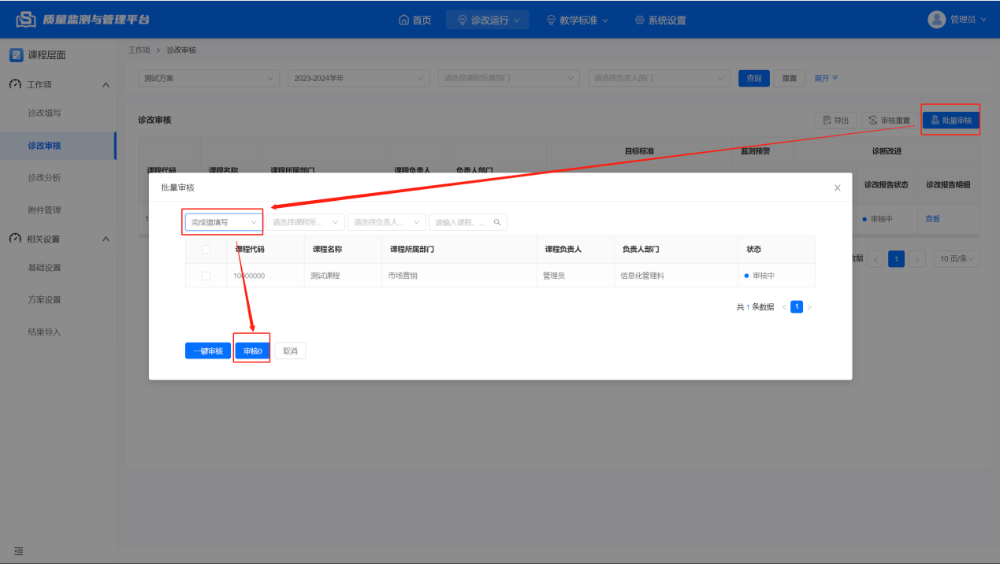 质量监测与管理平台
首页
诊改运行
教学标准
系统设置
管理员
课程层面
工作项 > 诊改审核
工作项
诊改填写
诊改审核
诊改分析
附件管理
相关设置
基础设置
方案设置
结果导入
测试方案
2023-2024学年
请选择课程所属部门
请选择负责人部门
查询
重置
展开
诊改审核
导出
审核重置
批量审核
目标标准
监测预警
诊断改进
课程代码
课程名称
课程所属部门
课程负责人
负责人部门
诊改报告状态
诊改报告明细
审核中
查看
1
10 页/条
批量审核
完成值填写
请选择课程所...
请选择负责人...
请输入课程、...
课程代码
课程名称
课程所属部门
课程负责人
负责人部门
状态
10000000
测试课程
市场营销
管理员
信息化管理科
审核中
共 1 条数据 < 1 >
一键审核
审核0
取消